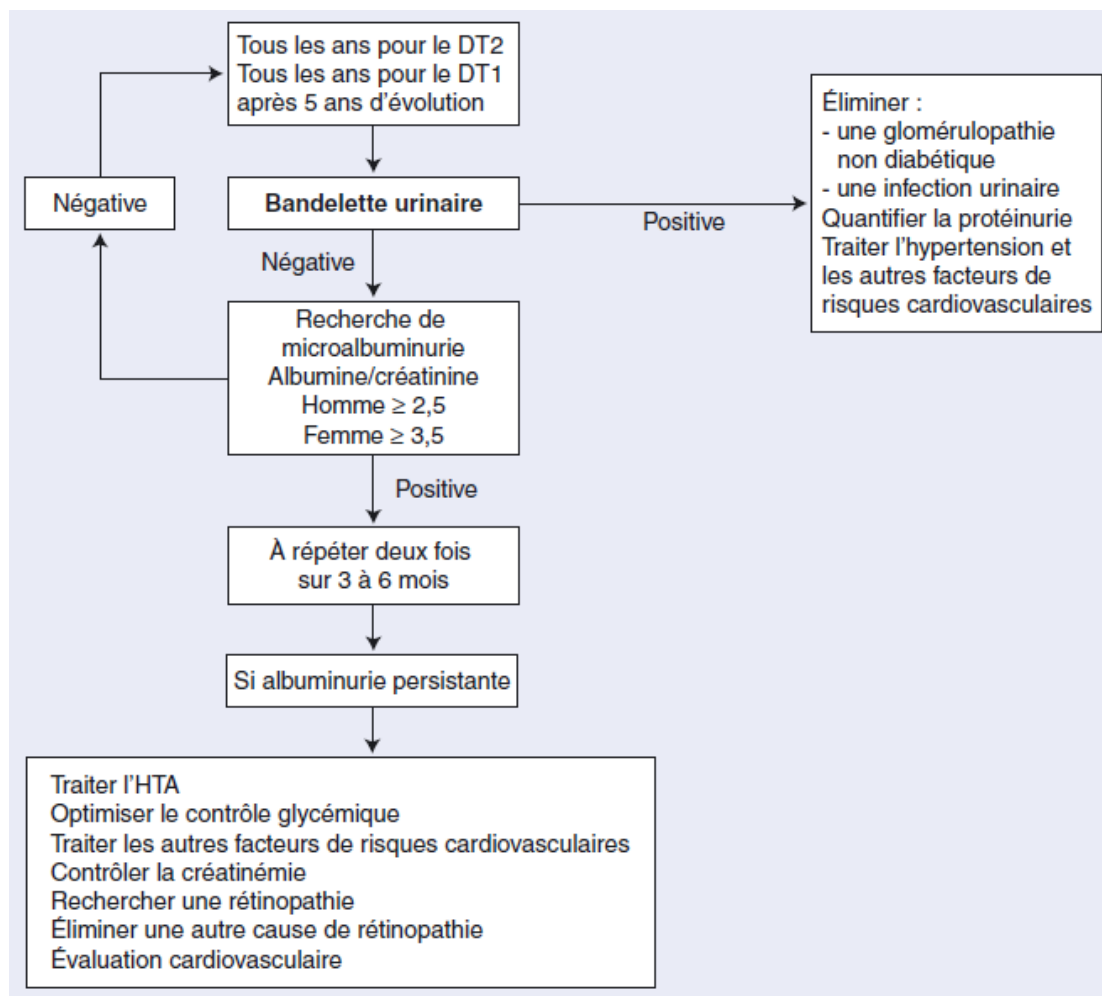 Tous les ans pour le DT2
Tous les ans pour le DT1
après 5 ans d'évolution
Négative
Bandelette urinaire
Positive
Éliminer :
- une glomérulopathie
non diabétique
- une infection urinaire
Quantifier la protéinurie
Traiter l'hypertension et
les autres facteurs de
risques cardiovasculaires
Négative
Recherche de
microalbuminurie
Albumine/créatinine
Homme ≥ 2,5
Femme ≥ 3,5
Positive
À répéter deux fois
sur 3 à 6 mois
Si albuminurie persistante
Traiter l'HTA
Optimiser le contrôle glycémique
Traiter les autres facteurs de risques cardiovasculaires
Contrôler la créatinémie
Rechercher une rétinopathie
Éliminer une autre cause de rétinopathie
Évaluation cardiovasculaire